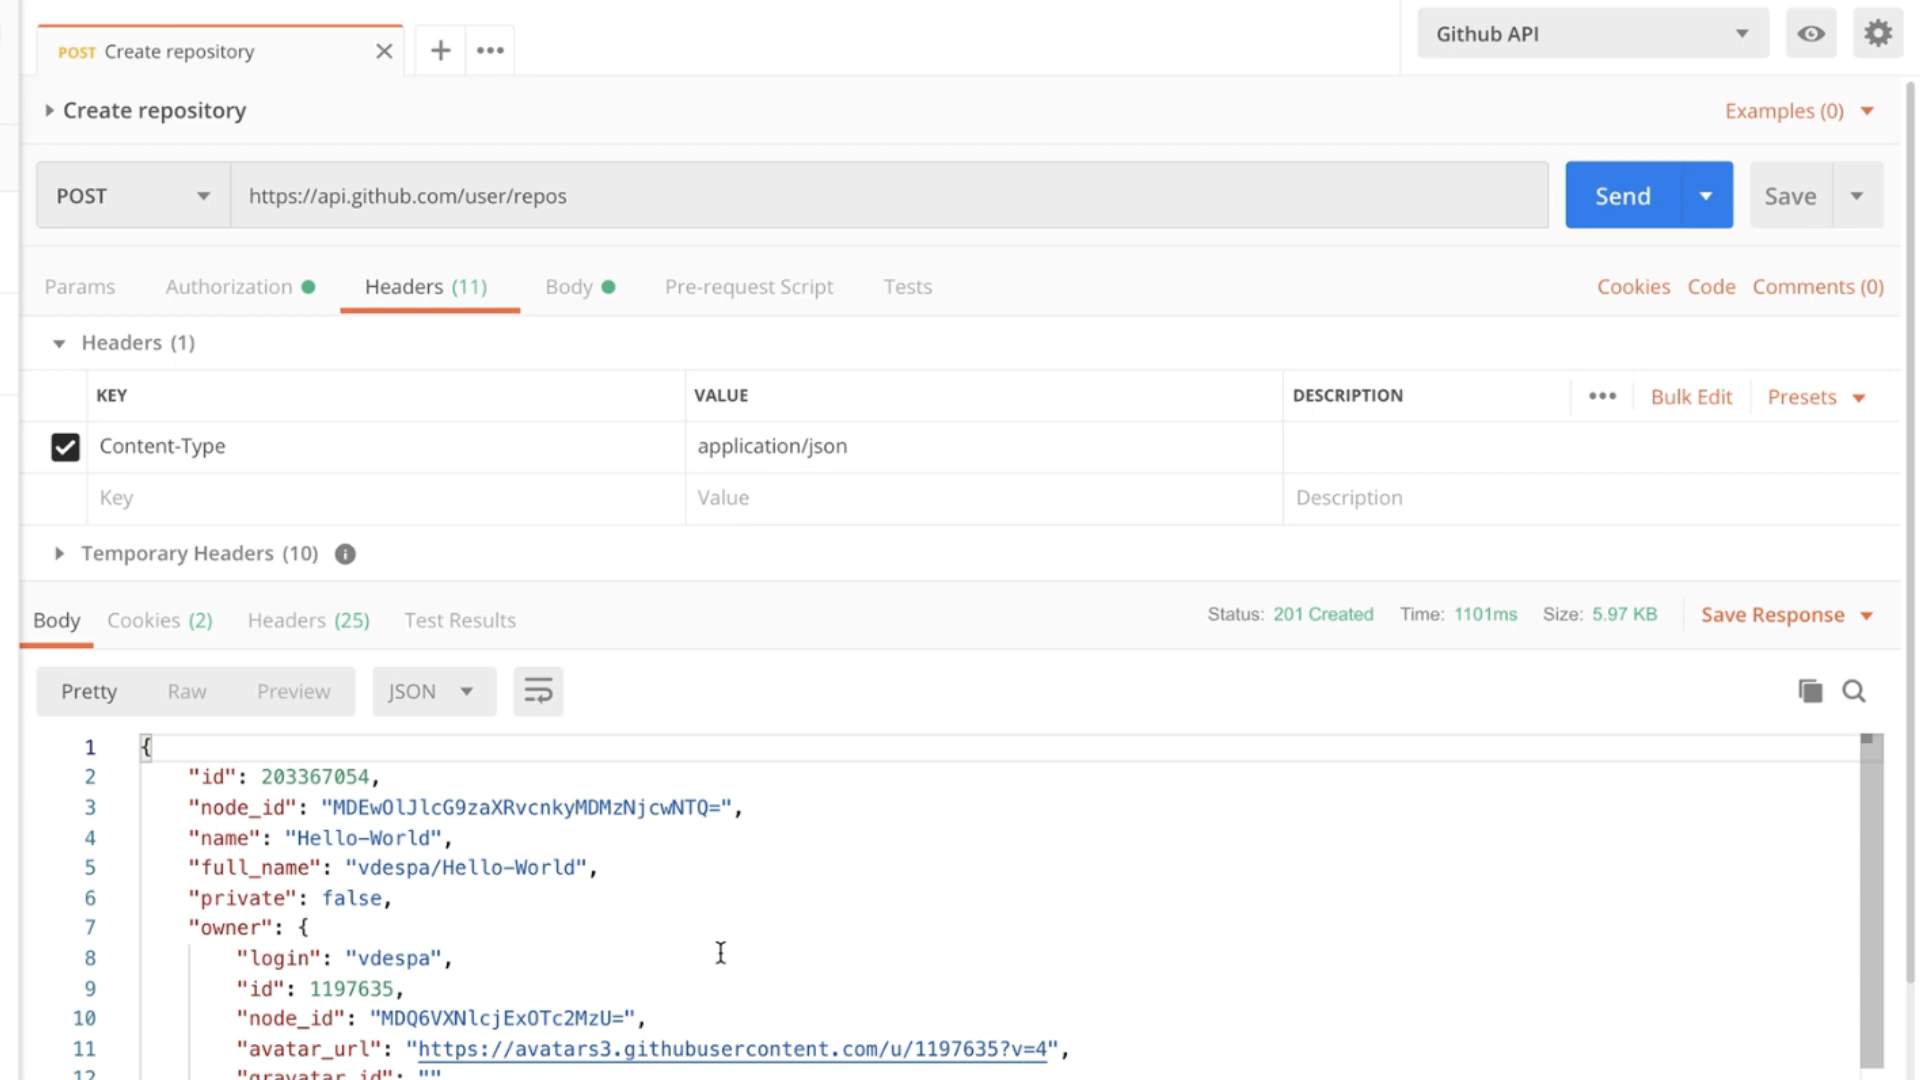 POST Create repository
Github API
Create repository
Examples (0)
POST https://api.github.com/user/repos Send Save
Params Authorization Headers (11) Body Pre-request Script Tests Cookies Code Comments (0)
Headers (1)
KEY VALUE DESCRIPTION Bulk Edit Presets
Content-Type application/json
Key Value Description
Temporary Headers (10)
Body Cookies (2) Headers (25) Test Results Status: 201 Created Time: 1101ms Size: 5.97 KB Save Response
Pretty Raw Preview JSON
1 {
2 "id": 203367054,
3 "node_id": "MDEwOlJlcG9zaXRvcnkyMDMzNjcwNTQ=",
4 "name": "Hello-World",
5 "full_name": "vdespa/Hello-World",
6 "private": false,
7 "owner": {
8 "login": "vdespa",
9 "id": 1197635,
10 "node_id": "MDQ6VXNlcjExOTc2MzU=",
11 "avatar_url": "https://avatars3.githubusercontent.com/u/1197635?v=4",
12 "gravatar_id": ""